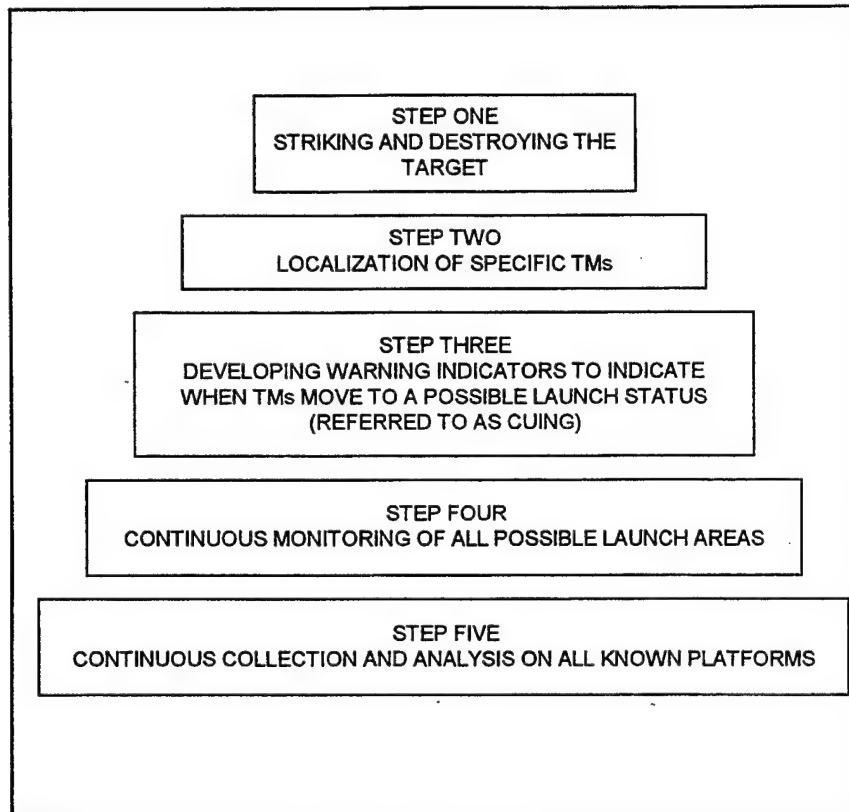 STEP ONE
STRIKING AND DESTROYING THE
TARGET
STEP TWO
LOCALIZATION OF SPECIFIC TMs
STEP THREE
DEVELOPING WARNING INDICATORS TO INDICATE
WHEN TMs MOVE TO A POSSIBLE LAUNCH STATUS
(REFERRED TO AS CUING)
STEP FOUR
CONTINUOUS MONITORING OF ALL POSSIBLE LAUNCH AREAS
STEP FIVE
CONTINUOUS COLLECTION AND ANALYSIS ON ALL KNOWN PLATFORMS